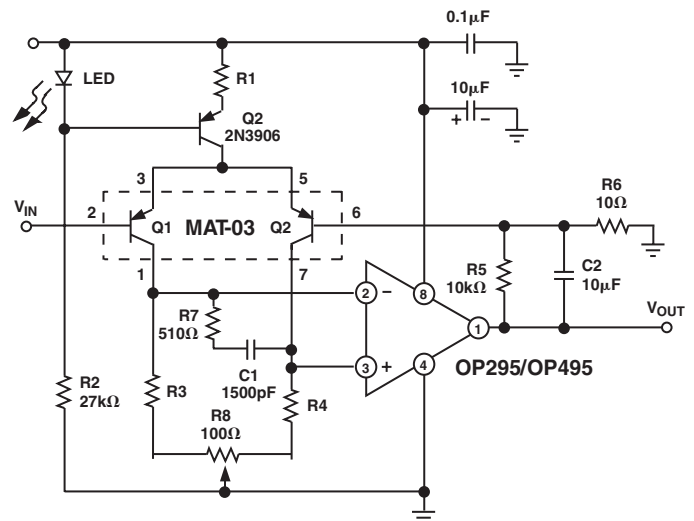 0.1μF
LED
R1
10μF
+ −
Q2
2N3906
3
5
R6
10Ω
VIN
2
Q1
MAT-03
Q2
6
1
7
R5
10kΩ
C2
10μF
2
−
8
R7
510Ω
1
VOUT
C1
1500pF
3
+
4
OP295/OP495
R2
27kΩ
R3
R8
100Ω
R4